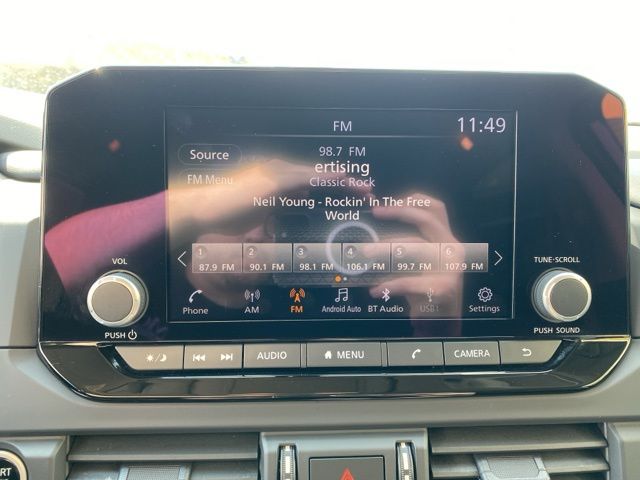 FM
11:49
Source
98.7 FM
ertising
FM Menu
Classic Rock
Neil Young - Rockin' In The Free
World
1 2 3 4 5 6
87.9 FM 90.1 FM 98.1 FM 106.1 FM 99.7 FM 107.9 FM
Phone AM FM Android Auto BT Audio USB1 Settings
VOL
PUSH
TUNE·SCROLL
PUSH SOUND
AUDIO MENU CAMERA
RT